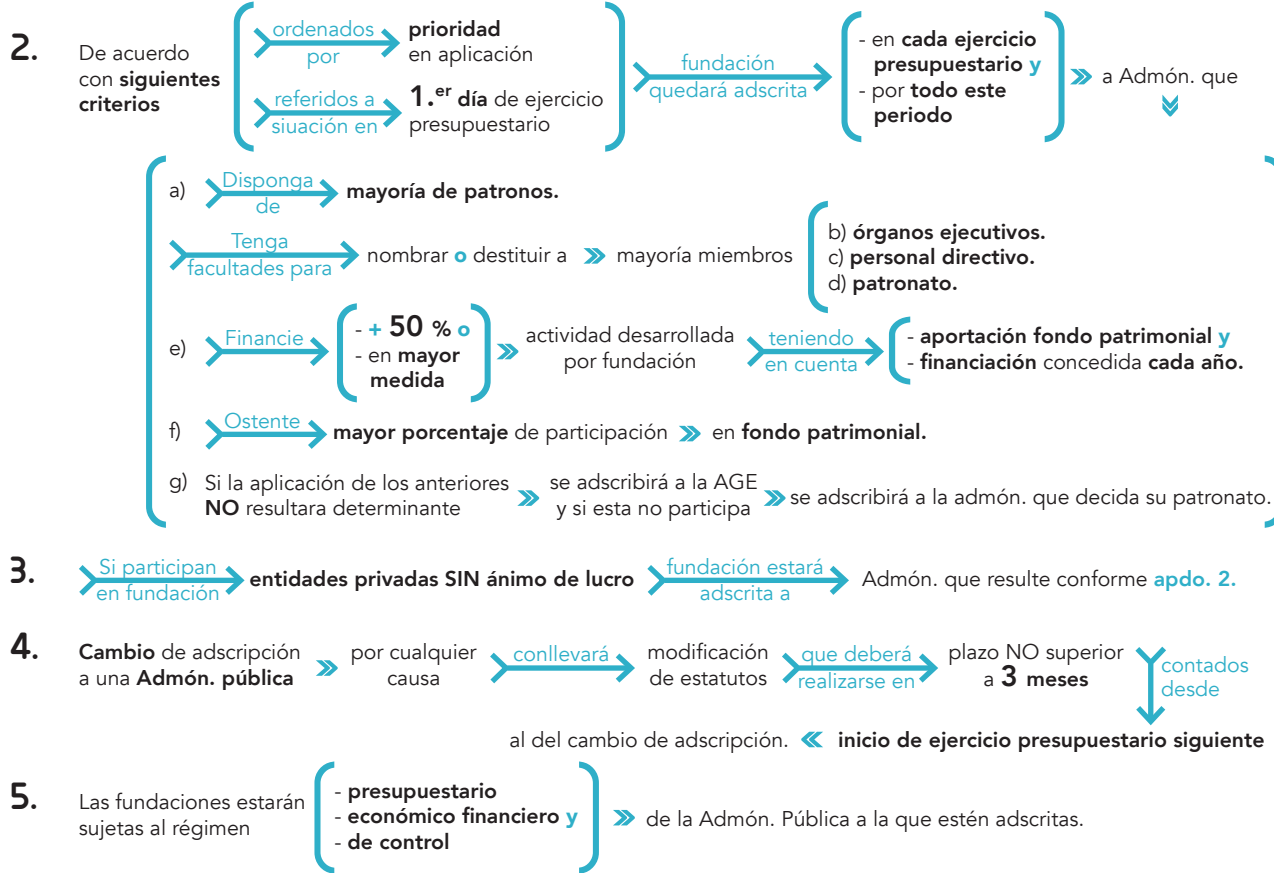 2.
De acuerdo
con siguientes
criterios
ordenados
por
prioridad
en aplicación
referidos a
siuación en
1.er día de ejercicio
presupuestario
fundación
quedará adscrita
- en cada ejercicio
presupuestario y
- por todo este
periodo
a Admón. que
a) Disponga
de
mayoría de patronos.
Tenga
facultades para
nombrar o destituir a
mayoría miembros
b) órganos ejecutivos.
c) personal directivo.
d) patronato.
e) Financie
- + 50 % o
- en mayor
medida
actividad desarrollada
por fundación
teniendo
en cuenta
- aportación fondo patrimonial y
- financiación concedida cada año.
f) Ostente
mayor porcentaje de participación
en fondo patrimonial.
g) Si la aplicación de los anteriores
NO resultara determinante
se adscribirá a la AGE
y si esta no participa
se adscribirá a la admón. que decida su patronato.
3.
Si participan
en fundación
entidades privadas SIN ánimo de lucro
fundación estará
adscrita a
Admón. que resulte conforme apdo. 2.
4.
Cambio de adscripción
a una Admón. pública
por cualquier
causa
conllevará
modificación
de estatutos
que deberá
realizarse en
plazo NO superior
a 3 meses
contados
desde
inicio de ejercicio presupuestario siguiente
al del cambio de adscripción.
5.
Las fundaciones estarán
sujetas al régimen
- presupuestario
- económico financiero y
- de control
de la Admón. Pública a la que estén adscritas.